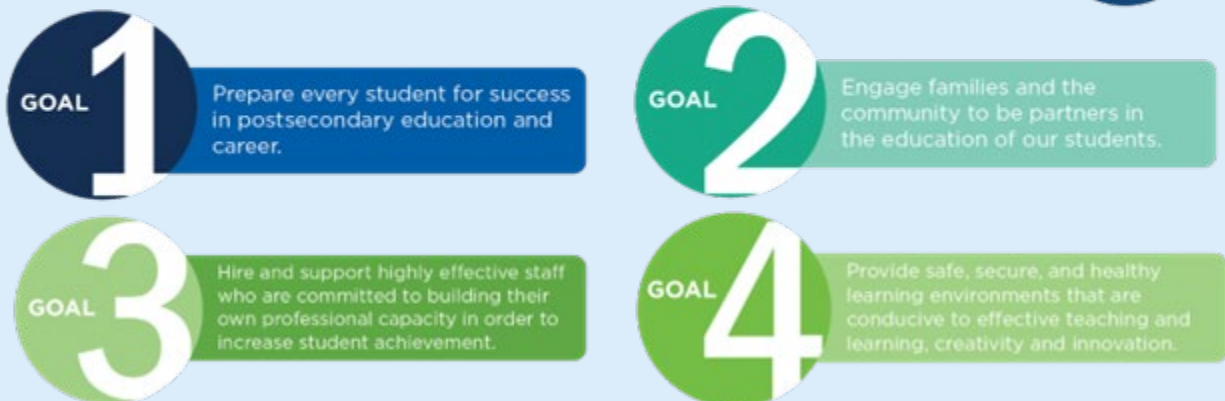 GOAL 1
Prepare every student for success
in postsecondary education and
career.
GOAL 2
Engage families and the
community to be partners in
the education of our students.
GOAL 3
Hire and support highly effective staff
who are committed to building their
own professional capacity in order to
increase student achievement.
GOAL 4
Provide safe, secure, and healthy
learning environments that are
conducive to effective teaching and
learning, creativity and innovation.